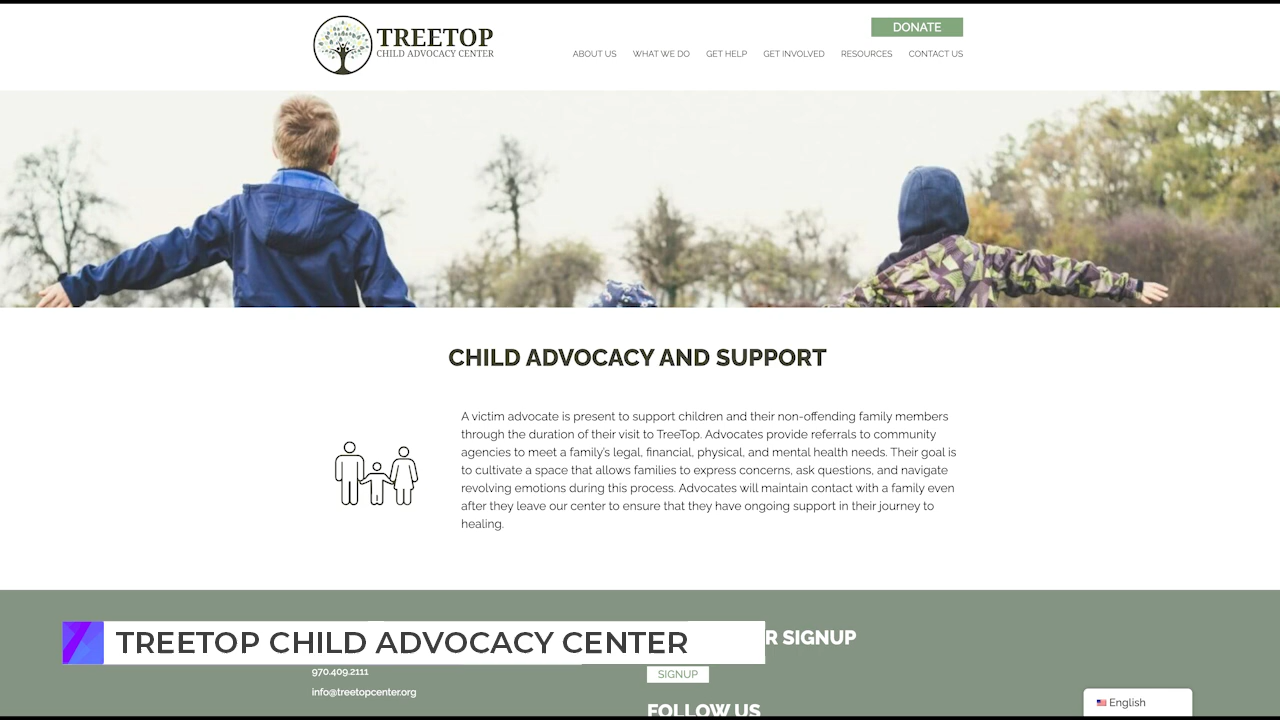 TREETOP
CHILD ADVOCACY CENTER
DONATE
ABOUT US WHAT WE DO GET HELP GET INVOLVED RESOURCES CONTACT US
CHILD ADVOCACY AND SUPPORT
A victim advocate is present to support children and their non-offending family members
through the duration of their visit to TreeTop. Advocates provide referrals to community
agencies to meet a family's legal, financial, physical, and mental health needs. Their goal is
to cultivate a space that allows families to express concerns, ask questions, and navigate
revolving emotions during this process. Advocates will maintain contact with a family even
after they leave our center to ensure that they have ongoing support in their journey to
healing.
R SIGNUP
TREETOP CHILD ADVOCACY CENTER
970.409.2111
SIGNUP
info@treetopcenter.org
FOLLOW US
English